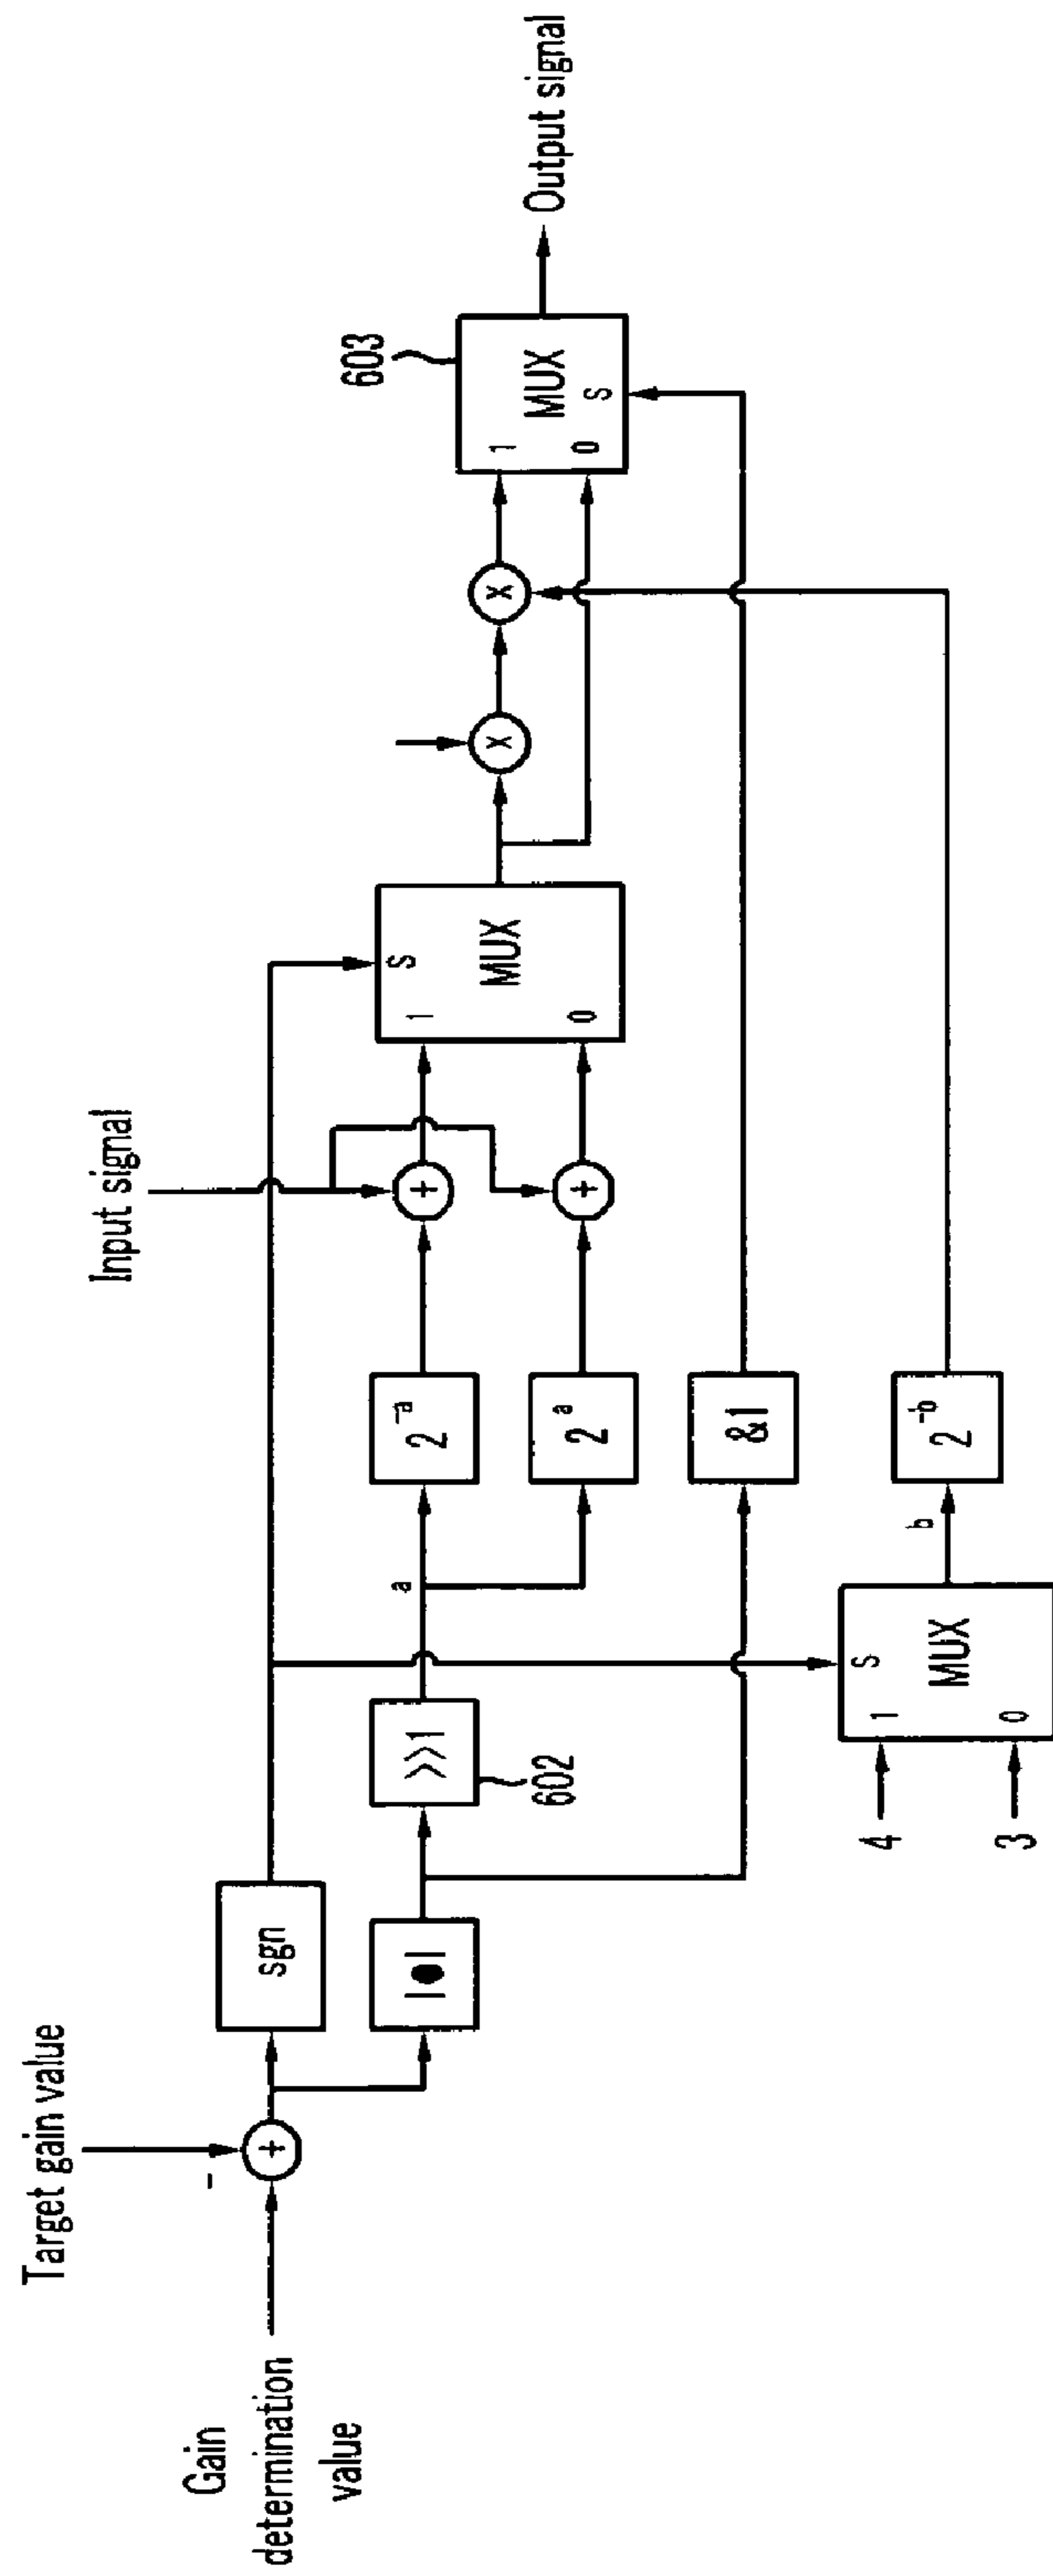 Gain
determination
value
Target gain value
-
+
sgn
|●|
>>1
602
a
4
3
1
0
S
MUX
b
2^-a
2^a
&1
2^-b
Input signal
+
+
1
0
S
MUX
X
X
1
0
S
MUX
603
Output signal